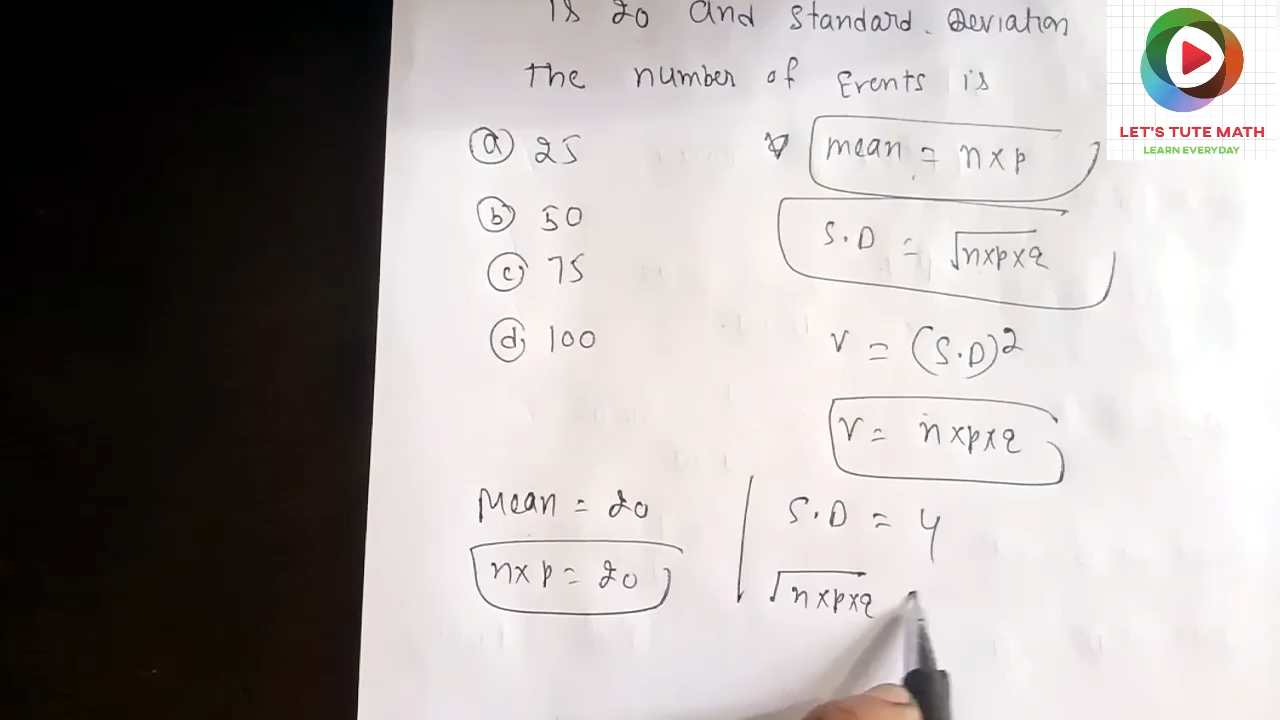 is 20 and standard. Deviation
the number of Events is
(a) 25
(b) 50
(c) 75
(d) 100
mean = n×p
S.D = √n×p×q
V = (S.D)2
V = n×p×q
Mean = 20
n×p = 20
S.D = 4
√n×p×q
LET'S TUTE MATH
LEARN EVERYDAY